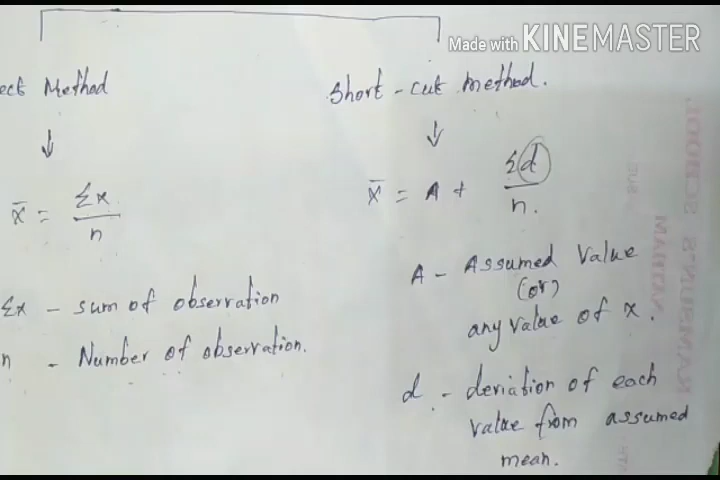 Made with KINEMASTER
ect Method
Short-cut method.
↓
↓
x̄ = Σx/n
x̄ = A + Σd/n.
Σx - sum of observation
n - Number of observation.
A - Assumed Value
(or)
any value of x.
d - deviation of each
value from assumed
mean.